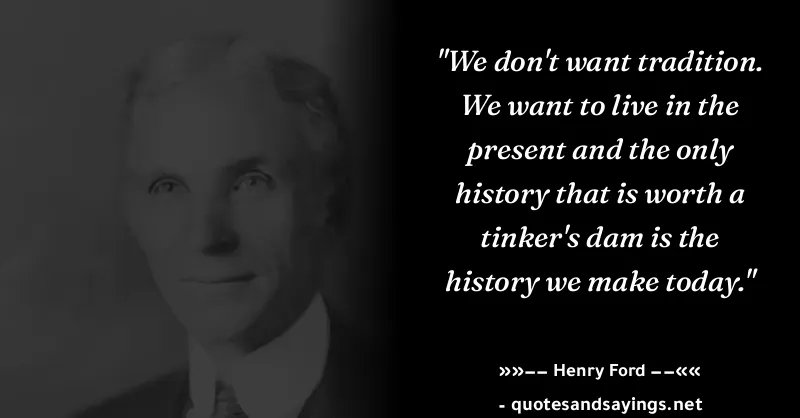 "We don't want tradition.
We want to live in the
present and the only
history that is worth a
tinker's dam is the
history we make today."
»»−− Henry Ford −−««
- quotesandsayings.net